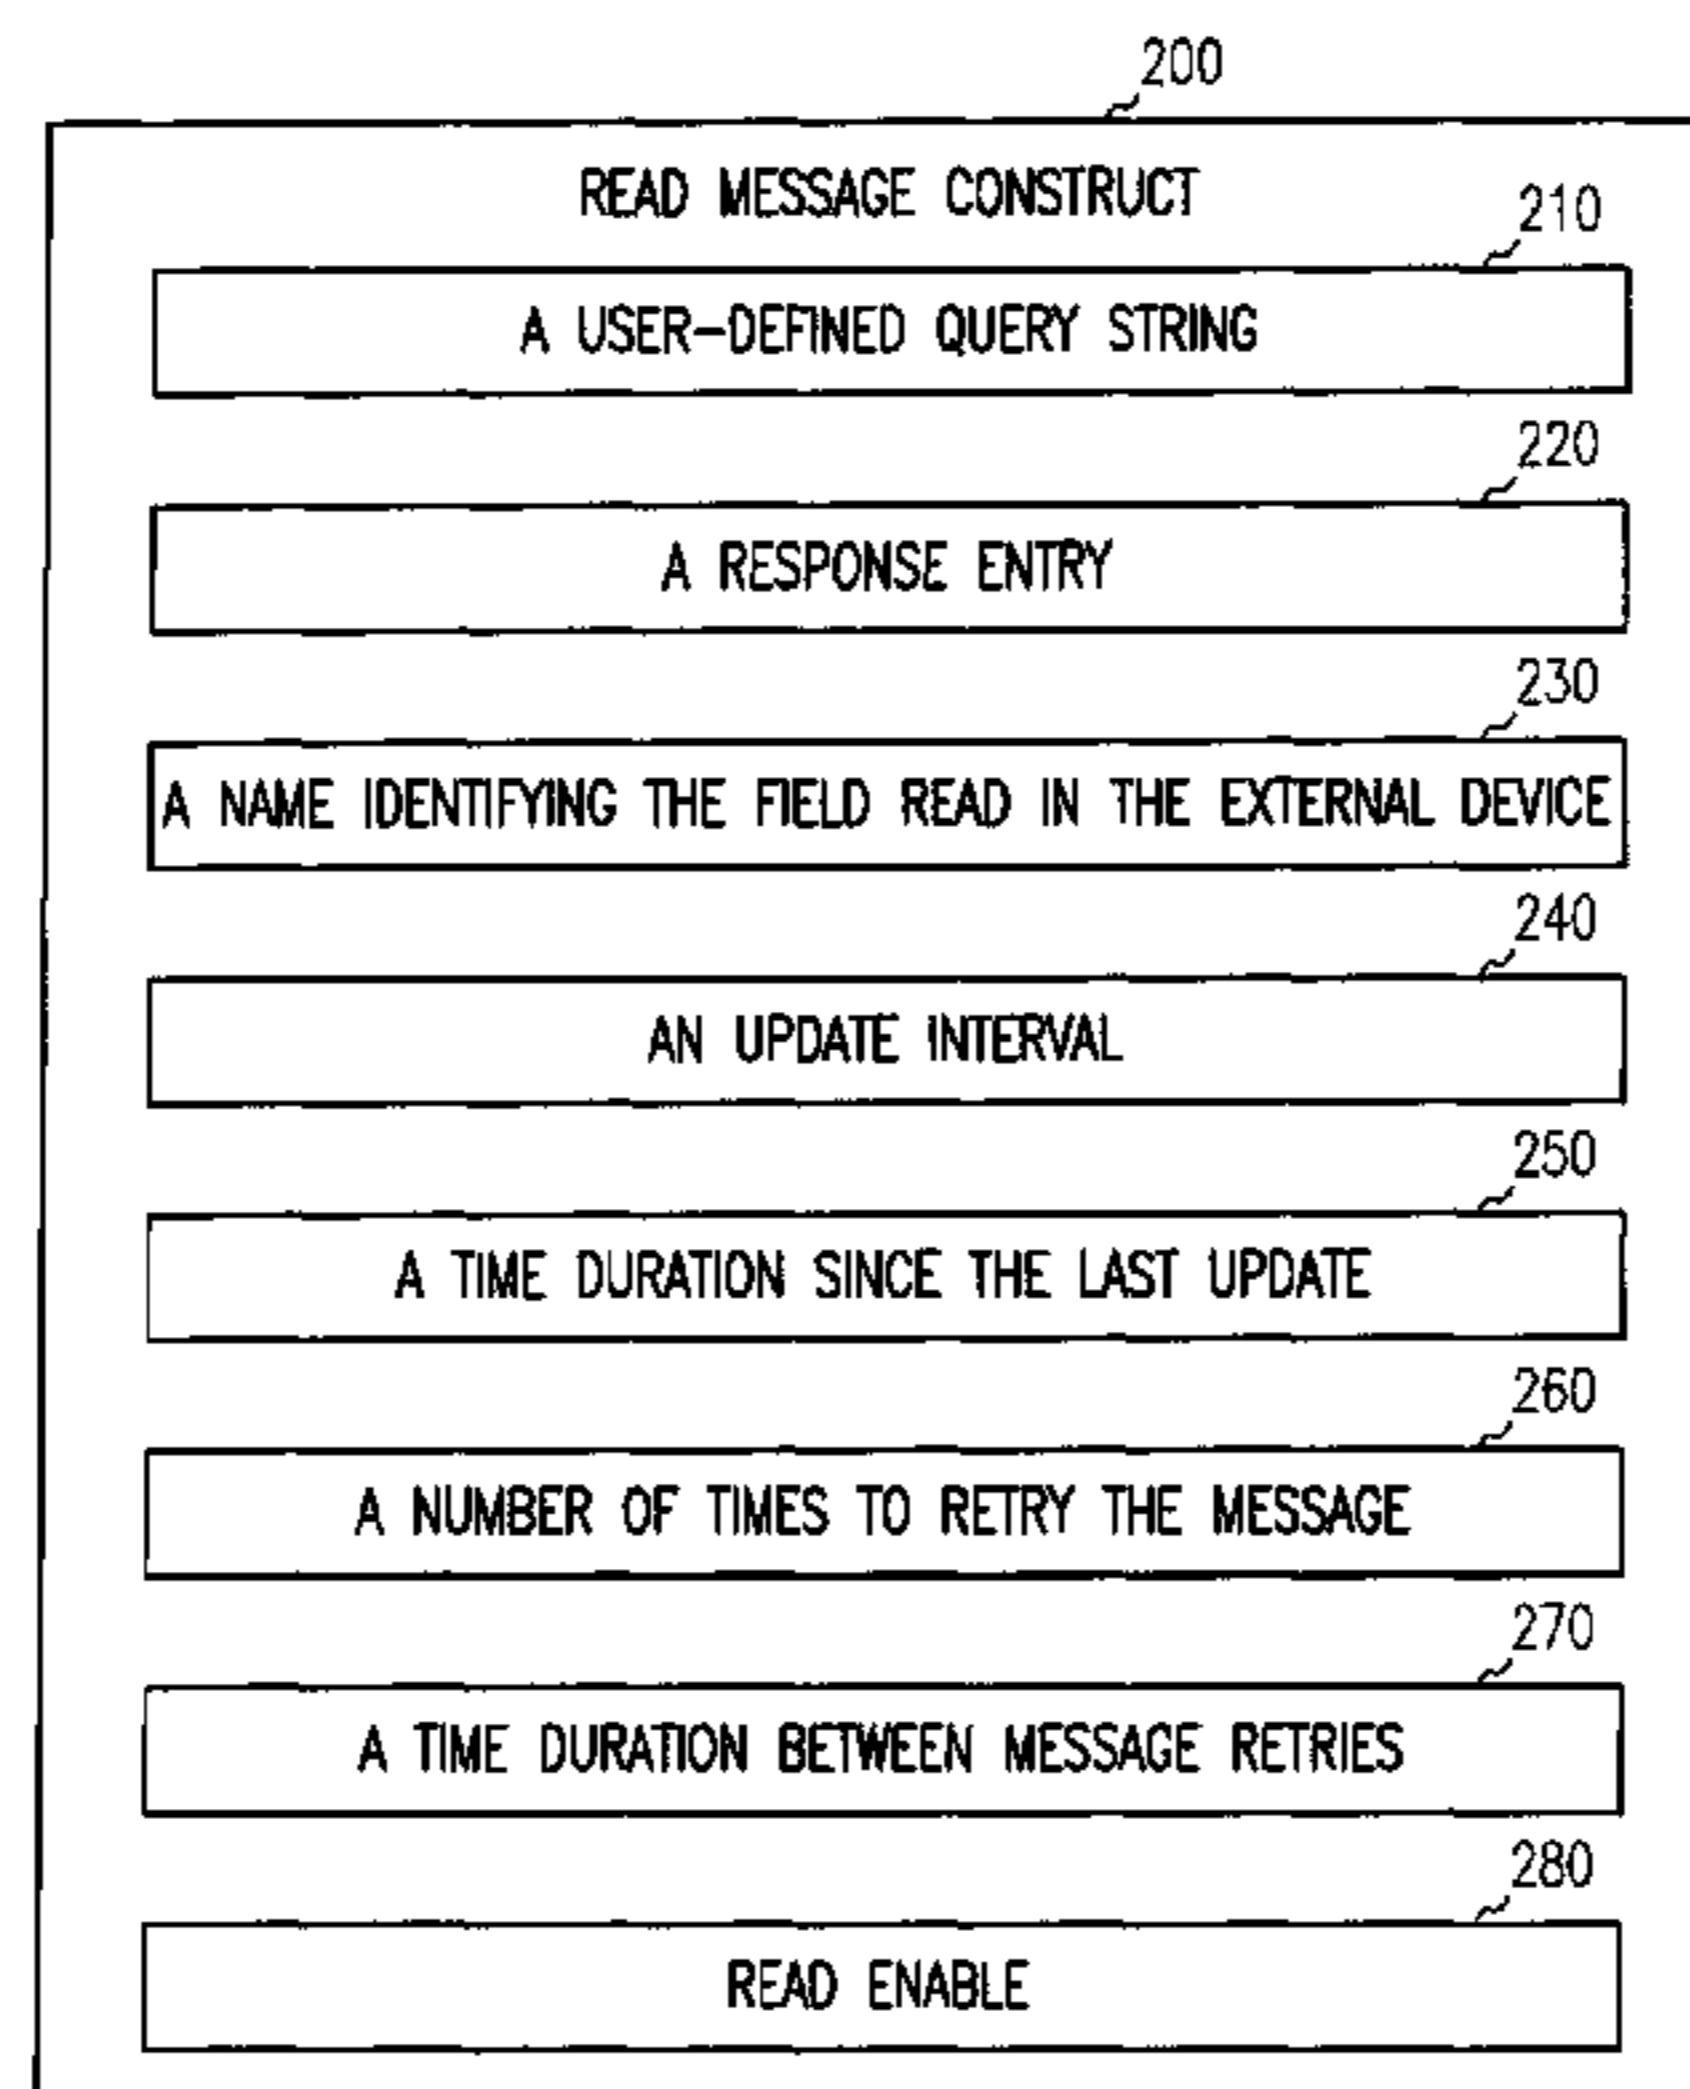 200
READ MESSAGE CONSTRUCT
210
A USER-DEFINED QUERY STRING
220
A RESPONSE ENTRY
230
A NAME IDENTIFYING THE FIELD READ IN THE EXTERNAL DEVICE
240
AN UPDATE INTERVAL
250
A TIME DURATION SINCE THE LAST UPDATE
260
A NUMBER OF TIMES TO RETRY THE MESSAGE
270
A TIME DURATION BETWEEN MESSAGE RETRIES
280
READ ENABLE